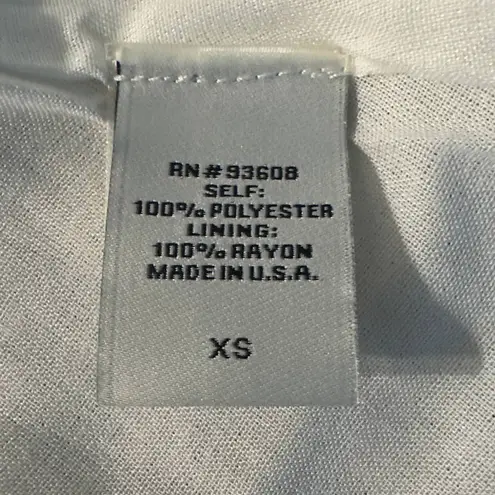 RN # 93608
SELF:
100% POLYESTER
LINING:
100% RAYON
MADE IN U.S.A.
XS